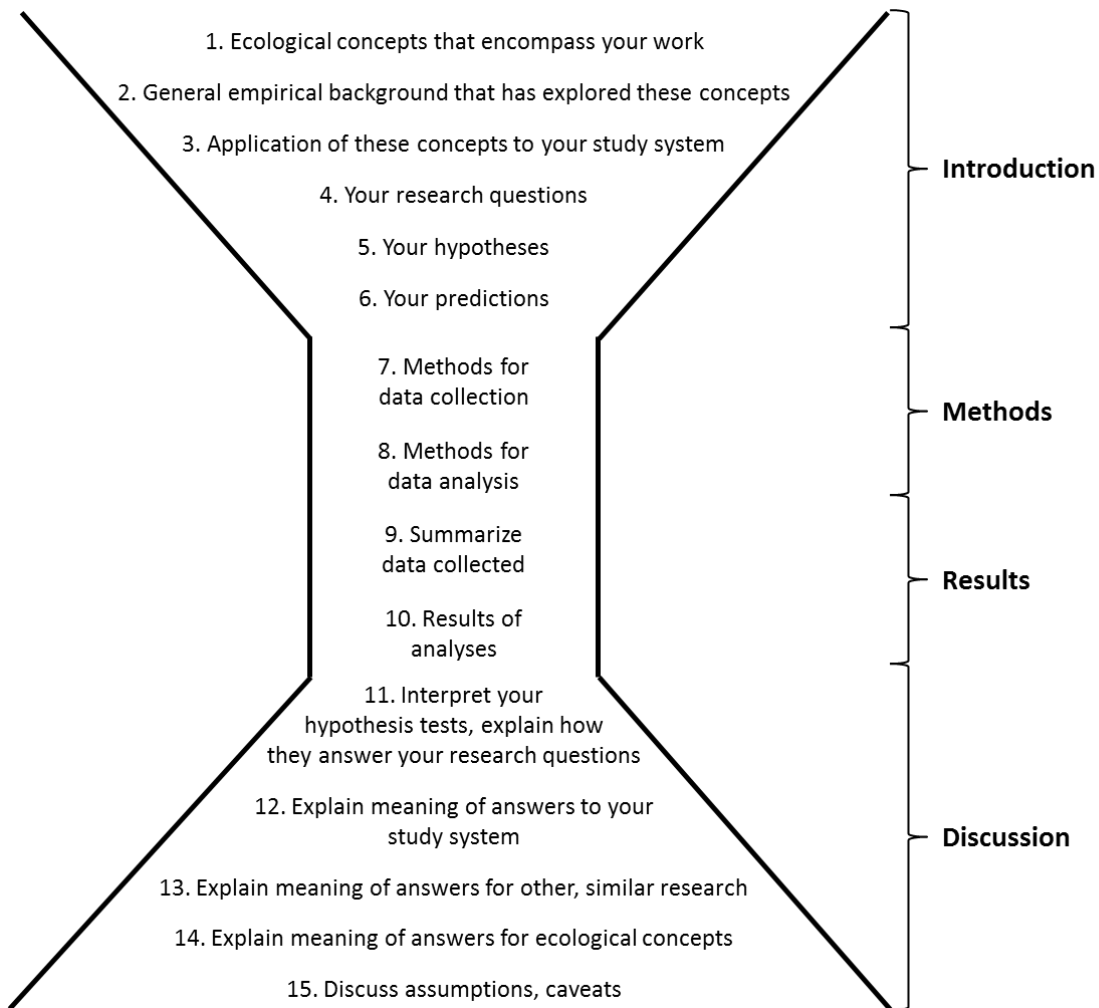 1. Ecological concepts that encompass your work
2. General empirical background that has explored these concepts
3. Application of these concepts to your study system
Introduction
4. Your research questions
5. Your hypotheses
6. Your predictions
7. Methods for
data collection
Methods
8. Methods for
data analysis
9. Summarize
data collected
Results
10. Results of
analyses
11. Interpret your
hypothesis tests, explain how
they answer your research questions
12. Explain meaning of answers to your
study system
Discussion
13. Explain meaning of answers for other, similar research
14. Explain meaning of answers for ecological concepts
15. Discuss assumptions, caveats